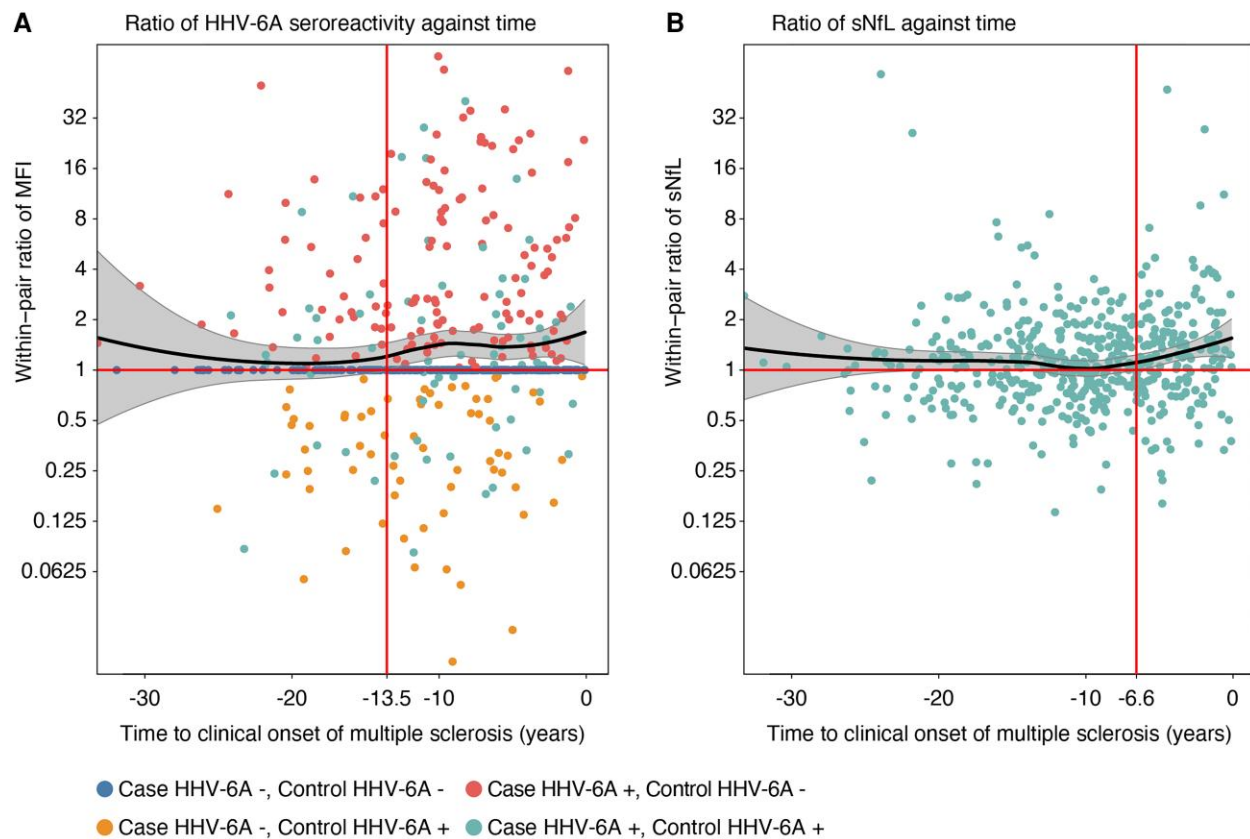 A Ratio of HHV-6A seroreactivity against time
B Ratio of sNfL against time
Within-pair ratio of MFI
32
16
8
4
2
1
0.5
0.25
0.125
0.0625
-30 -20 -13.5 -10 0
Time to clinical onset of multiple sclerosis (years)
Within-pair ratio of sNfL
32
16
8
4
2
1
0.5
0.25
0.125
0.0625
-30 -20 -10 -6.6 0
Time to clinical onset of multiple sclerosis (years)
Case HHV-6A -, Control HHV-6A - Case HHV-6A +, Control HHV-6A -
Case HHV-6A -, Control HHV-6A + Case HHV-6A +, Control HHV-6A +